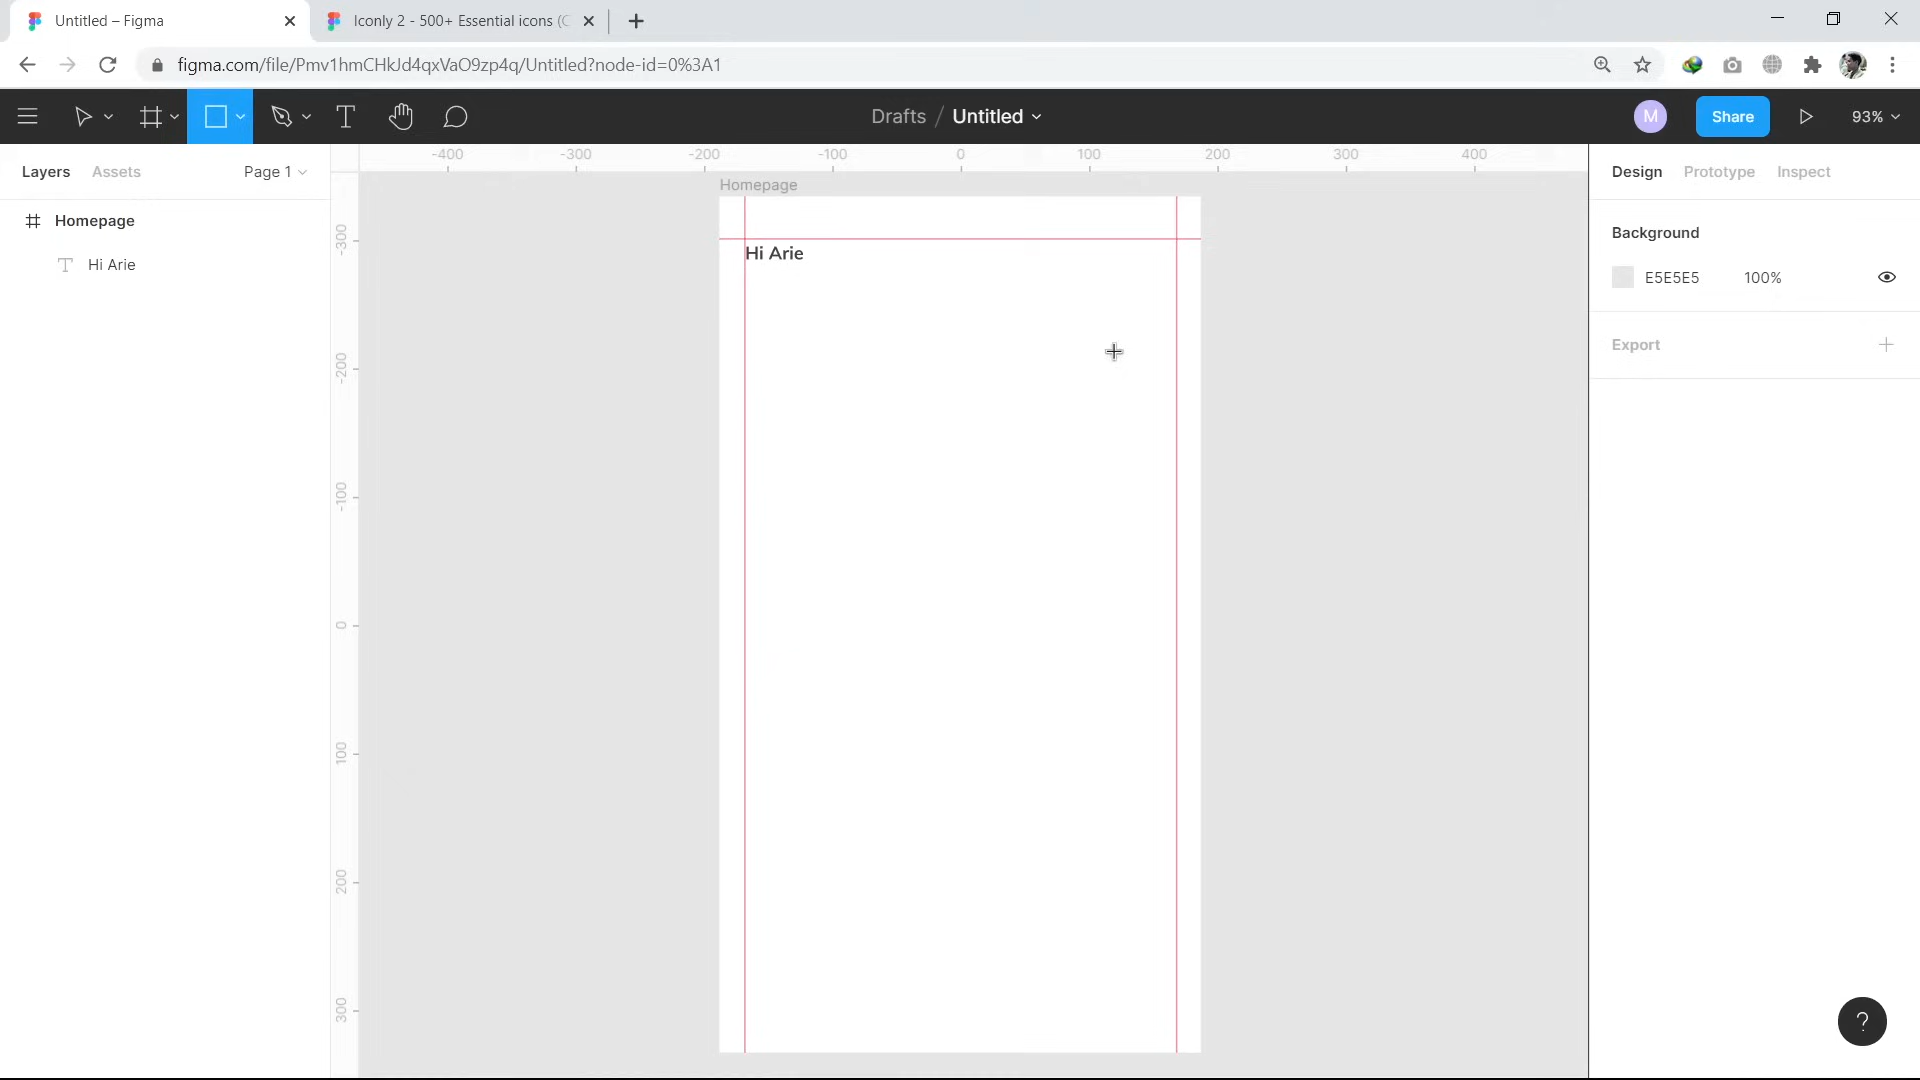 Untitled – Figma
Iconly 2 - 500+ Essential icons (C
figma.com/file/Pmv1hmCHkJd4qxVaO9zp4q/Untitled?node-id=0%3A1
Drafts / Untitled
M
Share
93%
Layers
Assets
Page 1
-400
-300
-200
-100
0
100
200
300
400
Design
Prototype
Inspect
Homepage
Hi Arie
Homepage
Hi Arie
-300
-200
-100
0
100
200
300
Background
E5E5E5
100%
Export
?